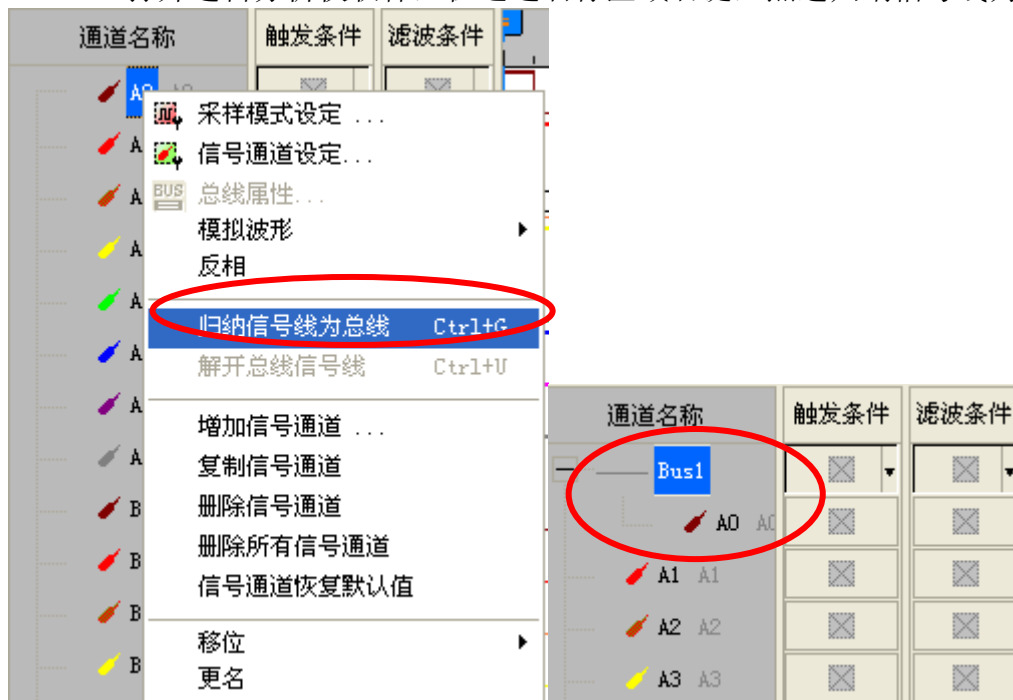 通道名称 触发条件 滤波条件
A0
采样模式设定 ...
A
信号通道设定...
A
BUS 总线属性...
模拟波形
A
反相
A
归纳信号线为总线 Ctrl+G
A
解开总线信号线 Ctrl+U
A
增加信号通道 ...
A
复制信号通道
B
删除信号通道
删除所有信号通道
B
信号通道恢复默认值
B
移位
B
更名
通道名称 触发条件 滤波条件
Bus1
A0 A0
A1 A1
A2 A2
A3 A3